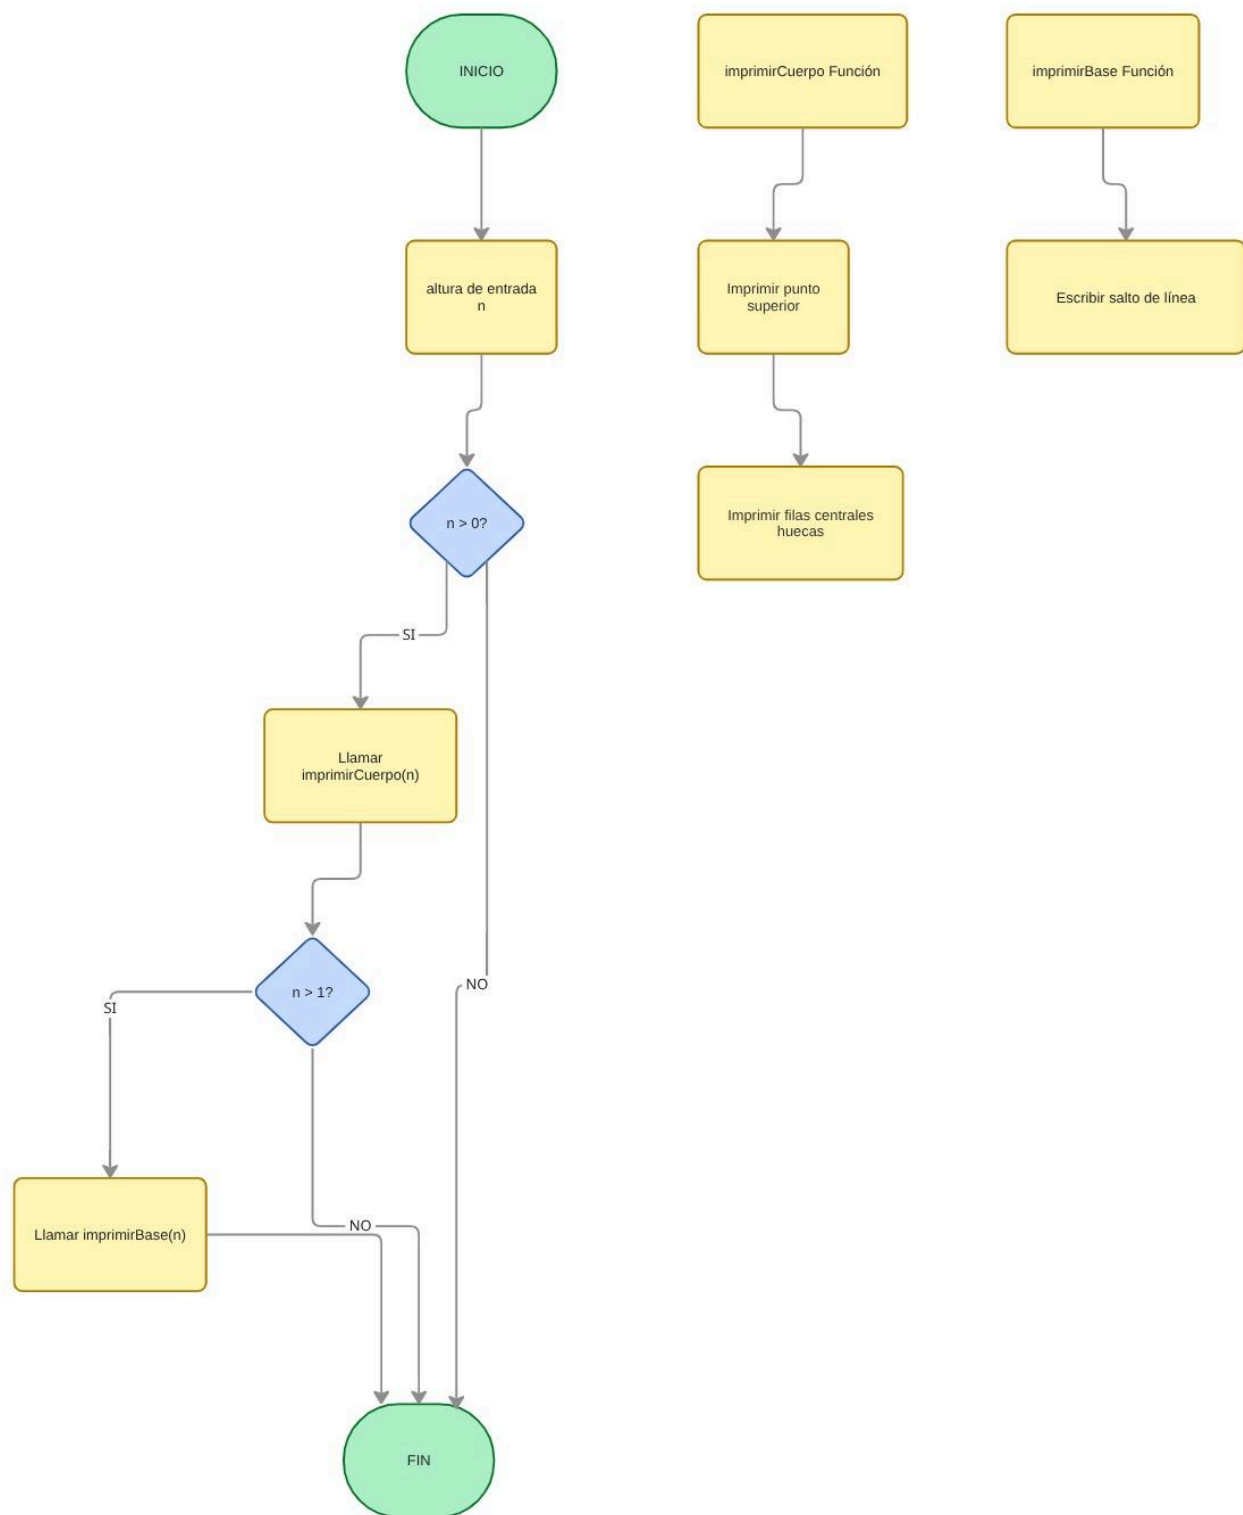 INICIO
imprimirCuerpo Función
imprimirBase Función
altura de entrada
n
Imprimir punto
superior
Escribir salto de línea
n > 0?
Imprimir filas centrales
huecas
SI
Llamar
imprimirCuerpo(n)
n > 1?
NO
SI
Llamar imprimirBase(n)
NO
FIN